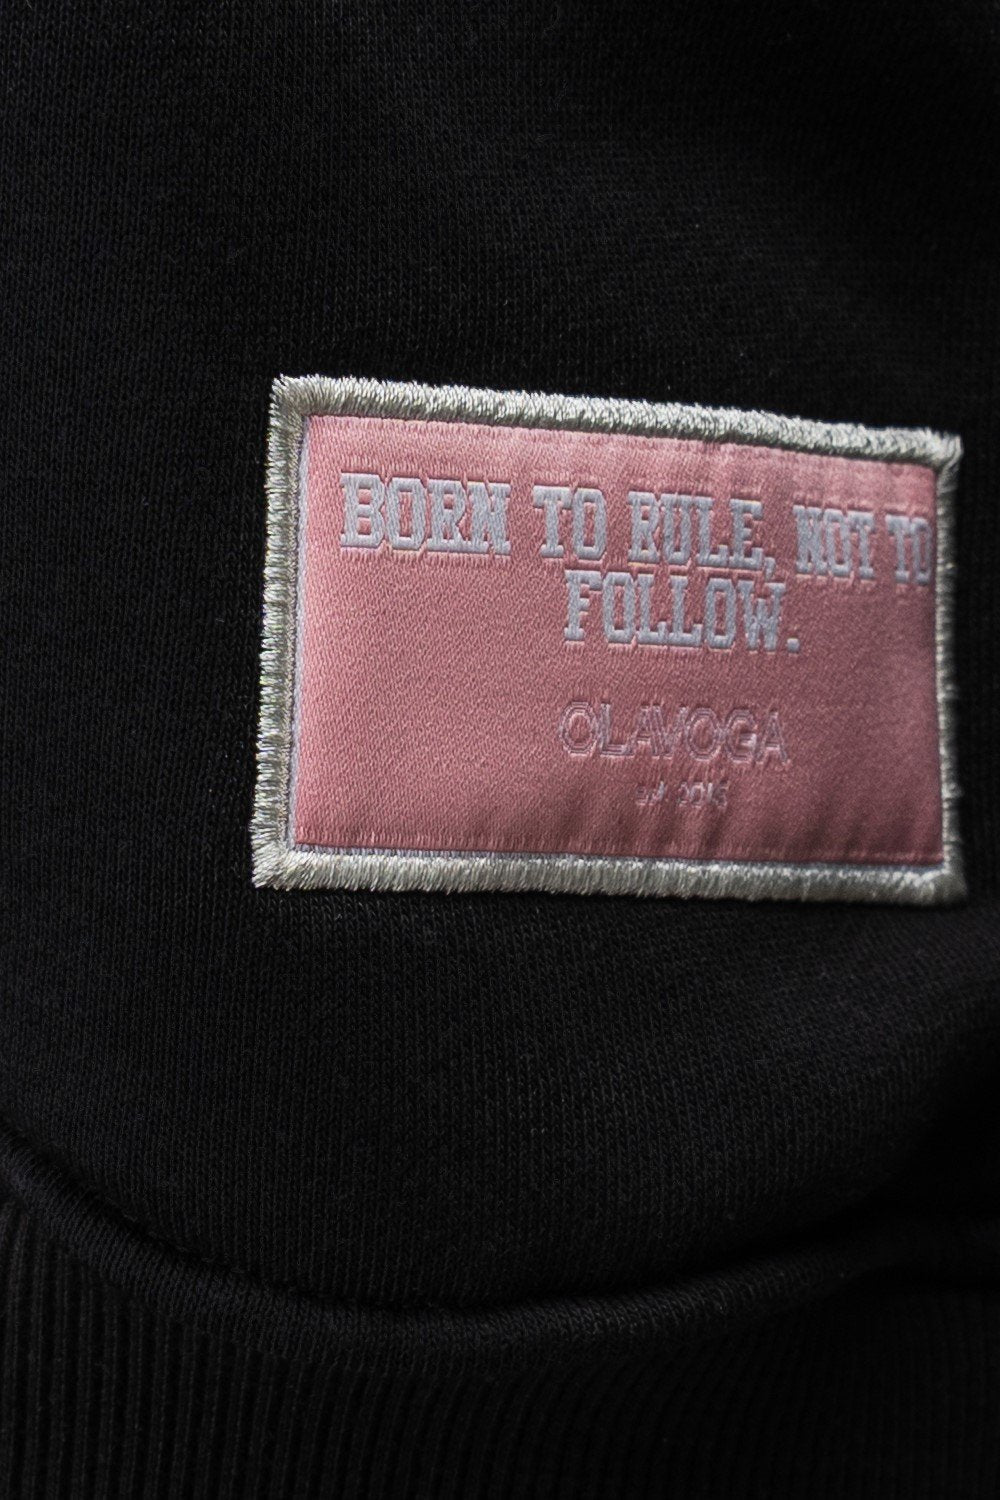 BORN TO RULE, NOT TO
FOLLOW.
OLAVOGA